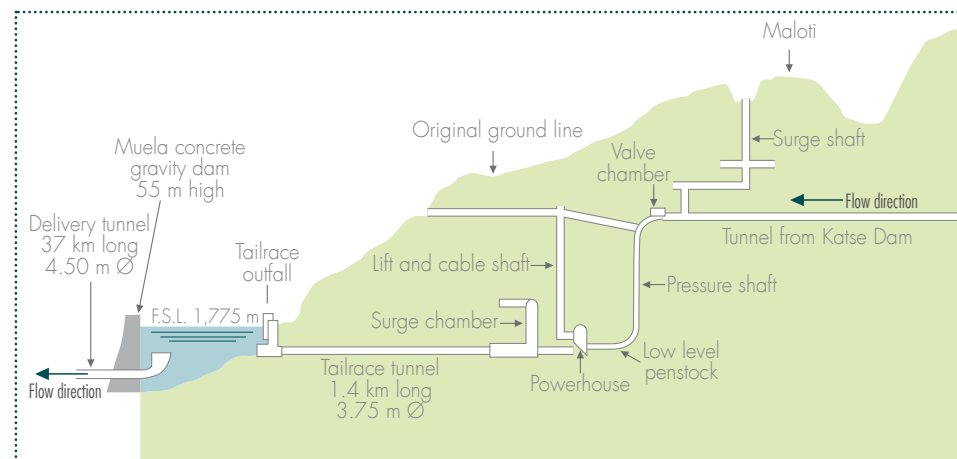 Maloti
Original ground line
Surge shaft
Muela concrete
gravity dam
55 m high
Valve
chamber
Flow direction
Delivery tunnel
37 km long
4.50 m Ø
Tailrace
outfall
Tunnel from Katse Dam
Lift and cable shaft
Pressure shaft
F.S.L. 1,775 m
Surge chamber
Low level
penstock
Tailrace tunnel
1.4 km long
3.75 m Ø
Powerhouse
Flow direction